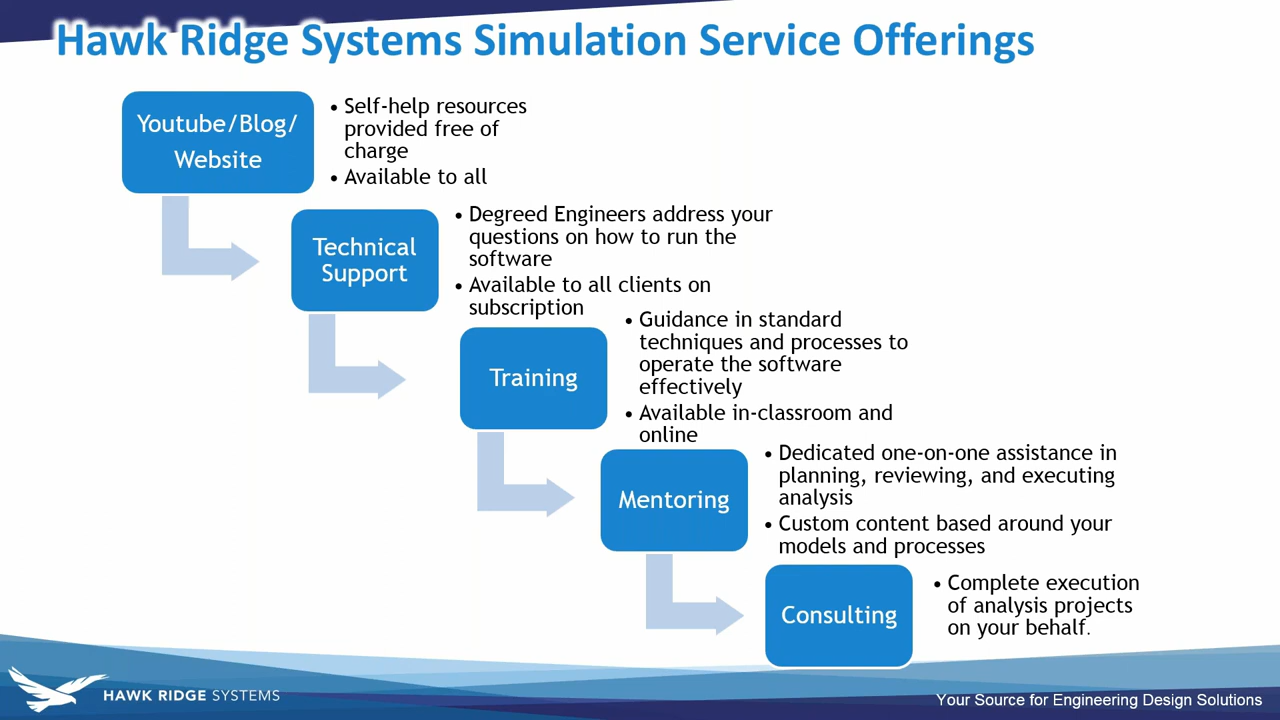 Hawk Ridge Systems Simulation Service Offerings
Youtube/Blog/
Website
• Self-help resources
provided free of
charge
• Available to all
Technical
Support
• Degreed Engineers address your
questions on how to run the
software
• Available to all clients on
subscription
Training
• Guidance in standard
techniques and processes to
operate the software
effectively
• Available in-classroom and
online
Mentoring
• Dedicated one-on-one assistance in
planning, reviewing, and executing
analysis
• Custom content based around your
models and processes
Consulting
• Complete execution
of analysis projects
on your behalf.
HAWK RIDGE SYSTEMS
Your Source for Engineering Design Solutions